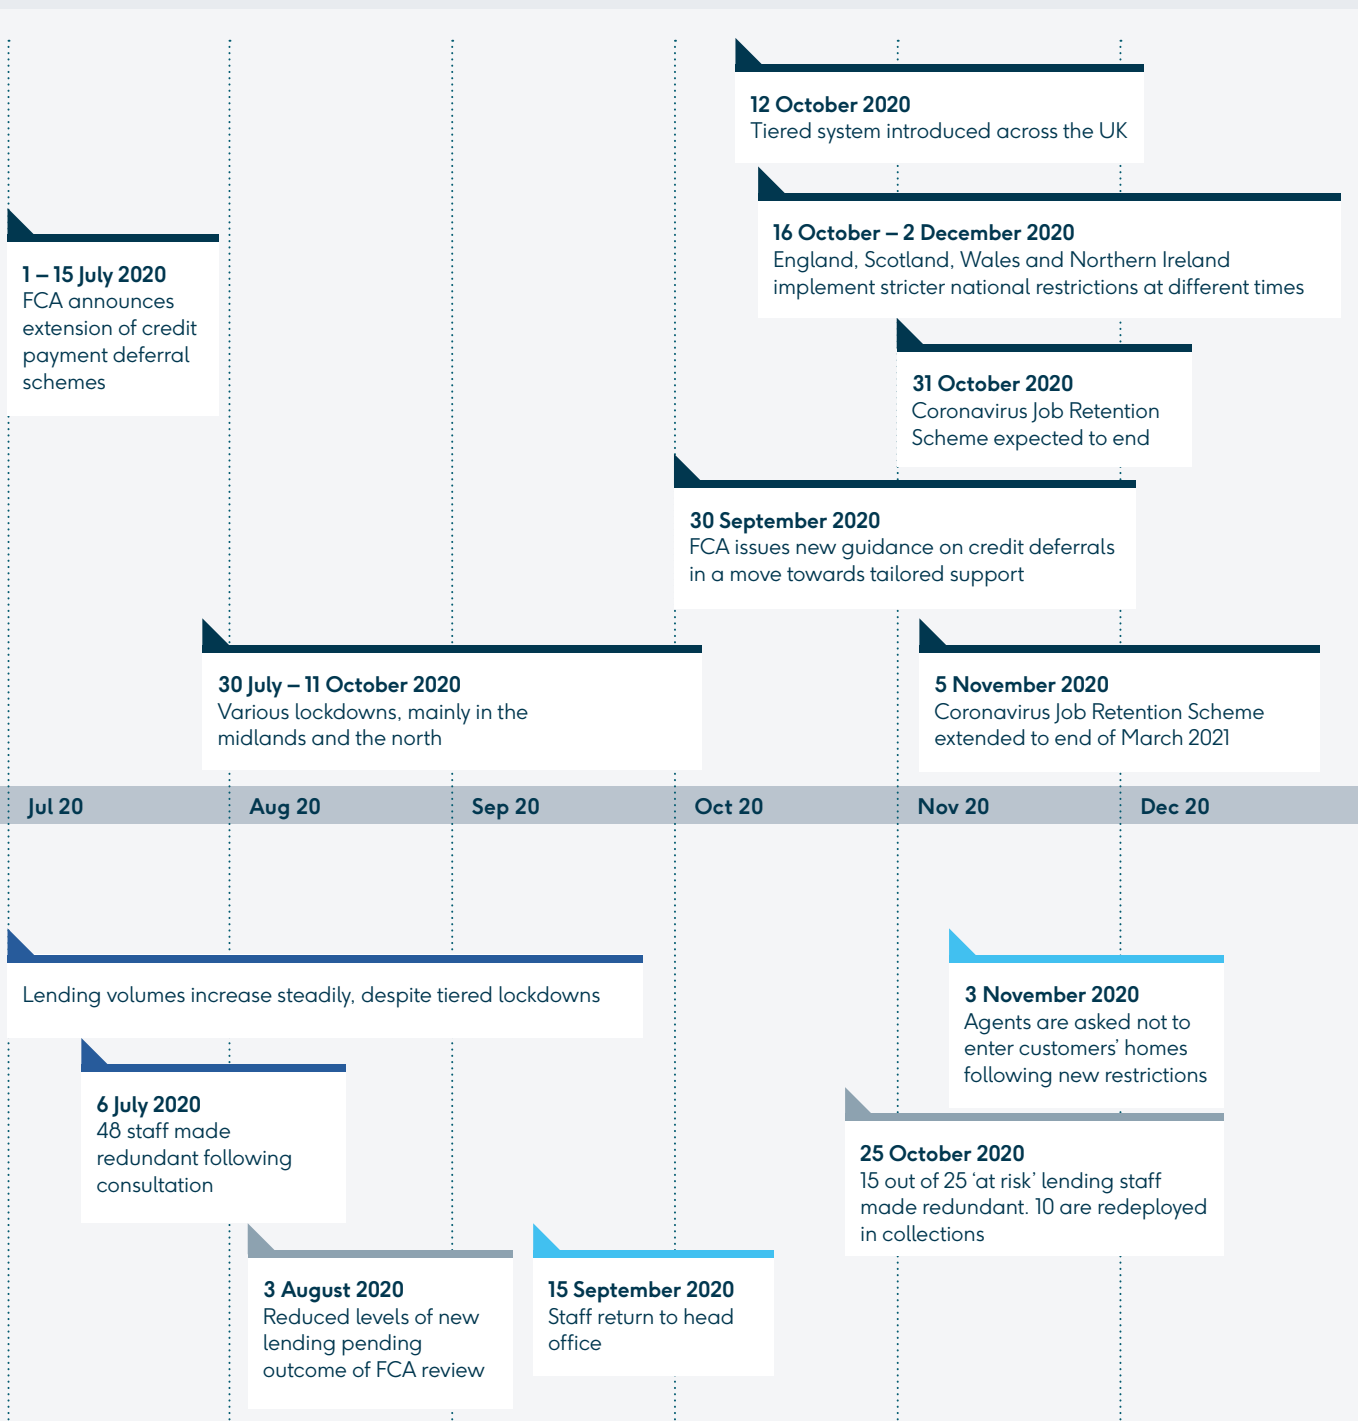 12 October 2020
Tiered system introduced across the UK
16 October – 2 December 2020
England, Scotland, Wales and Northern Ireland
implement stricter national restrictions at different times
1 – 15 July 2020
FCA announces
extension of credit
payment deferral
schemes
31 October 2020
Coronavirus Job Retention
Scheme expected to end
30 September 2020
FCA issues new guidance on credit deferrals
in a move towards tailored support
30 July – 11 October 2020
Various lockdowns, mainly in the
midlands and the north
5 November 2020
Coronavirus Job Retention Scheme
extended to end of March 2021
Jul 20
Aug 20
Sep 20
Oct 20
Nov 20
Dec 20
Lending volumes increase steadily, despite tiered lockdowns
3 November 2020
Agents are asked not to
enter customers’ homes
following new restrictions
6 July 2020
48 staff made
redundant following
consultation
25 October 2020
15 out of 25 ‘at risk’ lending staff
made redundant. 10 are redeployed
in collections
3 August 2020
Reduced levels of new
lending pending
outcome of FCA review
15 September 2020
Staff return to head
office